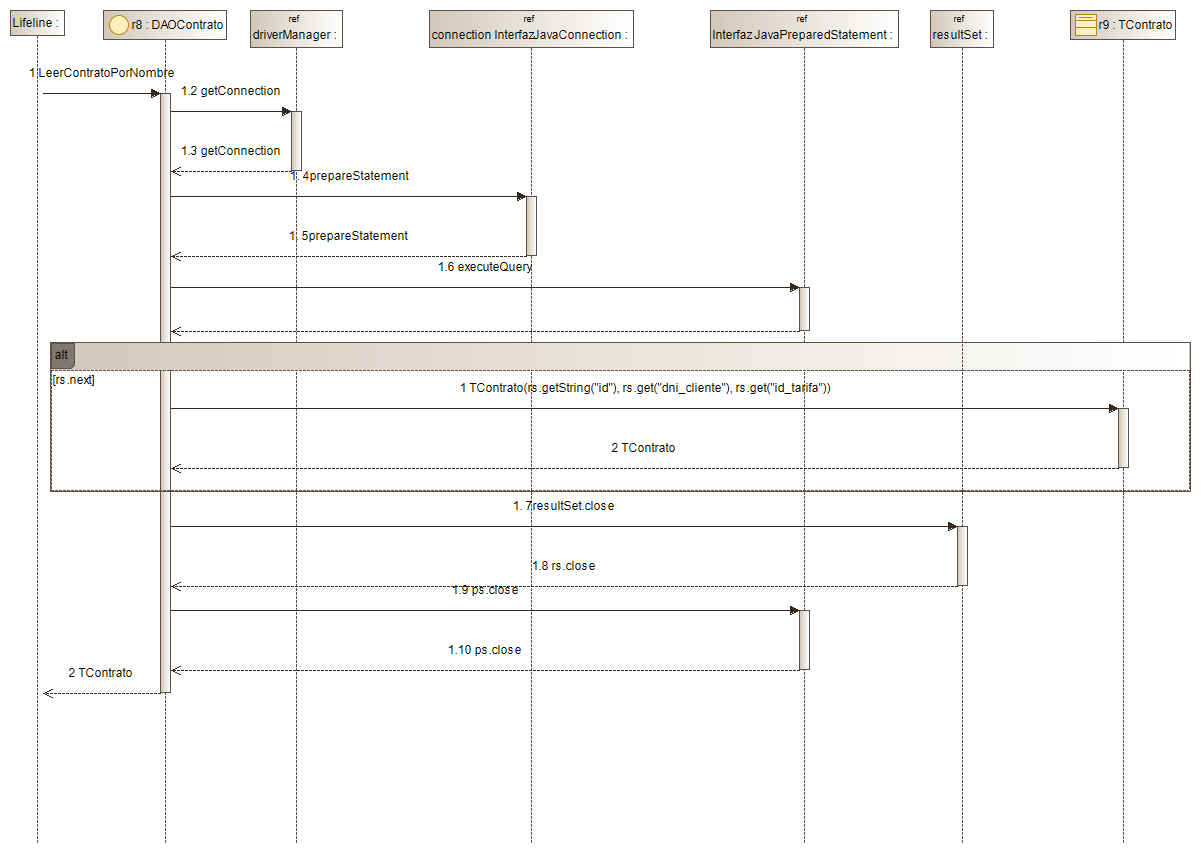 Lifeline :
r8 : DAOContrato
ref
driverManager :
ref
connection InterfazJavaConnection :
ref
InterfazJavaPreparedStatement :
ref
resultSet :
r9 : TContrato
1 LeerContratoPorNombre
1.2 getConnection
1.3 getConnection
1. 4prepareStatement
1. 5prepareStatement
1.6 executeQuery
alt
[rs.next]
1 TContrato(rs.getString("id"), rs.get("dni_cliente"), rs.get("id_tarifa"))
2 TContrato
1. 7resultSet.close
1.8 rs.close
1.9 ps.close
1.10 ps.close
2 TContrato